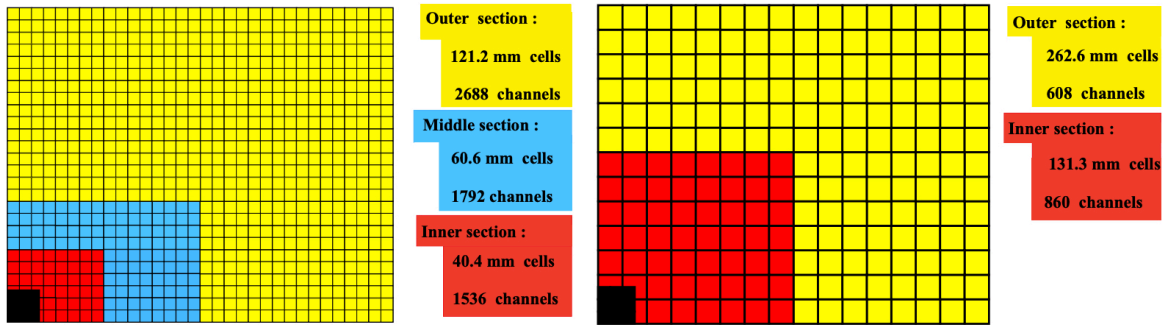 Outer section :
121.2 mm cells
2688 channels
Middle section :
60.6 mm cells
1792 channels
Inner section :
40.4 mm cells
1536 channels
Outer section :
262.6 mm cells
608 channels
Inner section :
131.3 mm cells
860 channels